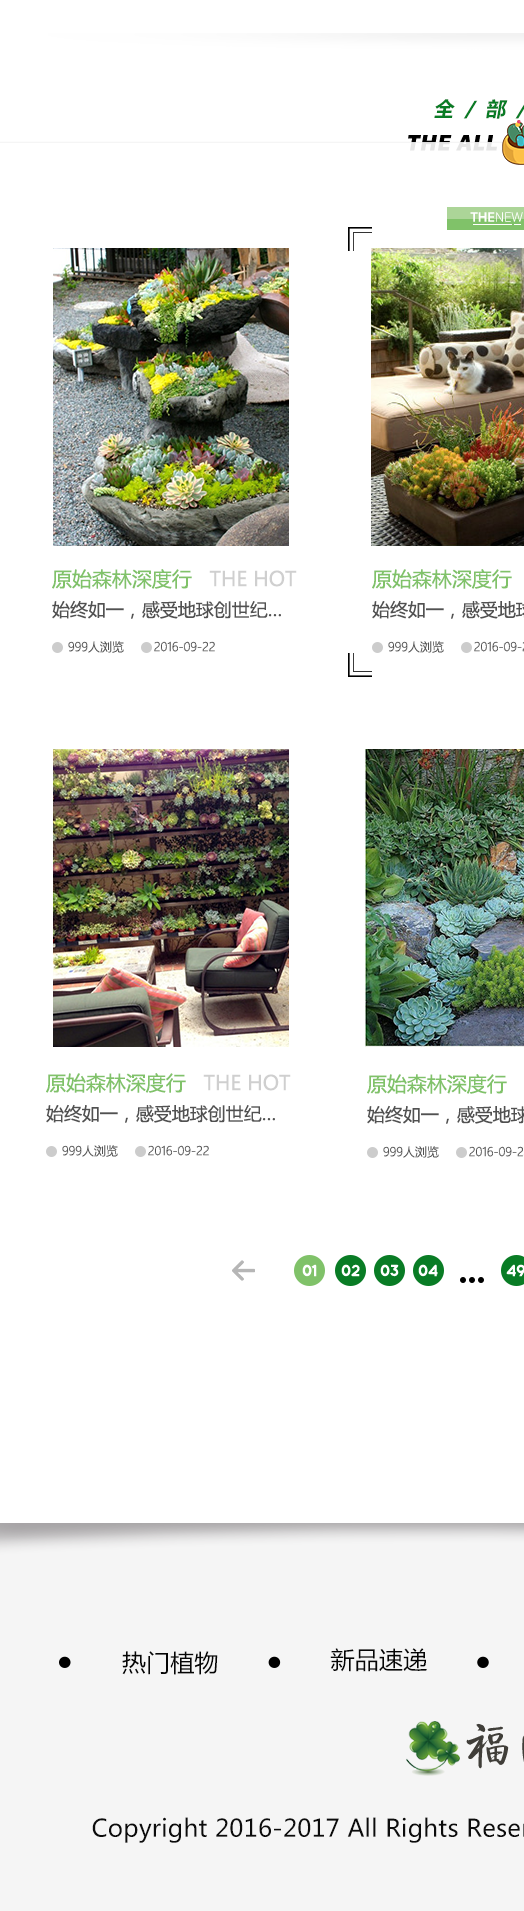 全 / 部 /
THE ALL
THENEW
原始森林深度行 THE HOT
始终如一，感受地球创世纪...
999人浏览 2016-09-22
原始森林深度行
始终如一，感受地球
999人浏览 2016-09-2
原始森林深度行 THE HOT
始终如一，感受地球创世纪...
999人浏览 2016-09-22
原始森林深度行
始终如一，感受地球
999人浏览 2016-09-2
01 02 03 04 ... 49
热门植物 新品速递
福
Copyright 2016-2017 All Rights Reser